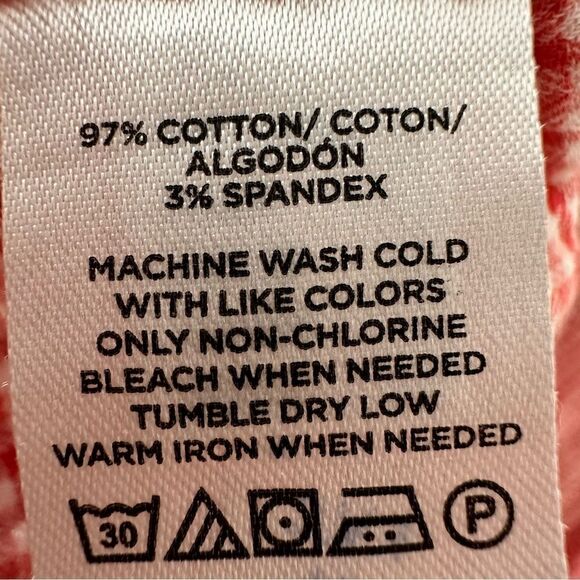 97% COTTON/ COTON/
ALGODÓN
3% SPANDEX
MACHINE WASH COLD
WITH LIKE COLORS
ONLY NON-CHLORINE
BLEACH WHEN NEEDED
TUMBLE DRY LOW
WARM IRON WHEN NEEDED
30 P